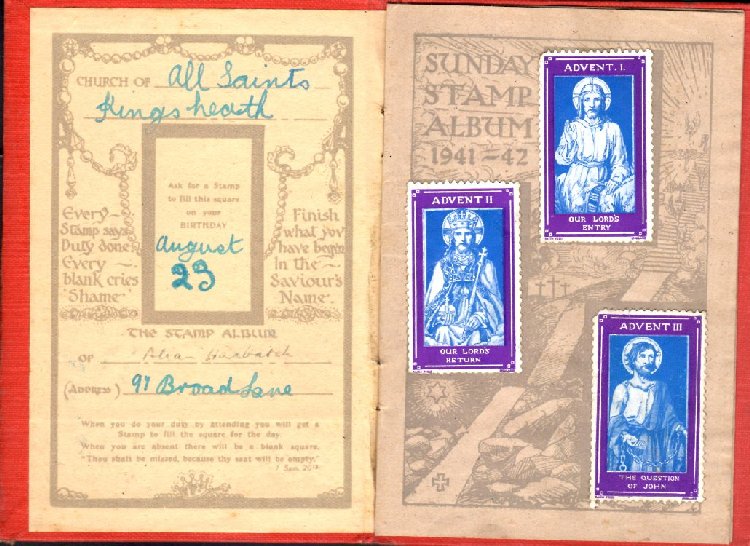 CHURCH OF All Saints
Kings heath
Ask for a Stamp
to fill this square
on your
BIRTHDAY
August
23
Every
Stamp says
Duty done
Every
blank cries
Shame
Finish
what you
have begun
in the
Saviour's
Name.
THE STAMP ALBUM
OF
(ADDRESS) 91 Broad Lane
When you do your duty by attending you will get a
Stamp to fill the square for the day.
When you are absent there will be a blank square.
"Thou shalt be missed, because thy seat will be empty."
1 Sam. 20
SUNDAY
STAMP
ALBUM
1941-42
ADVENT. I.
OUR LORD'S
ENTRY
ADVENT II
OUR LORD'S
RETURN
ADVENT III
THE QUESTION
OF JOHN